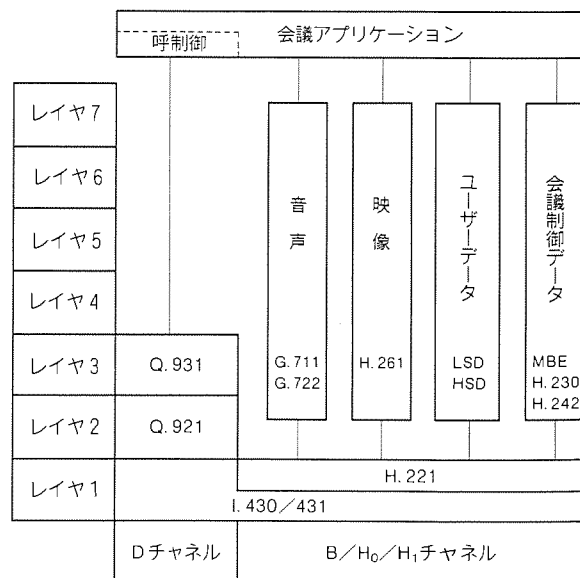 会議アプリケーション
呼制御
レイヤ7
レイヤ6
レイヤ5
レイヤ4
レイヤ3
レイヤ2
レイヤ1
Q.931
Q.921
音声
G.711
G.722
映像
H.261
ユーザーデータ
LSD
HSD
会議制御データ
MBE
H.230
H.242
H.221
I.430/431
Dチャネル
B/H₀/H₁チャネル